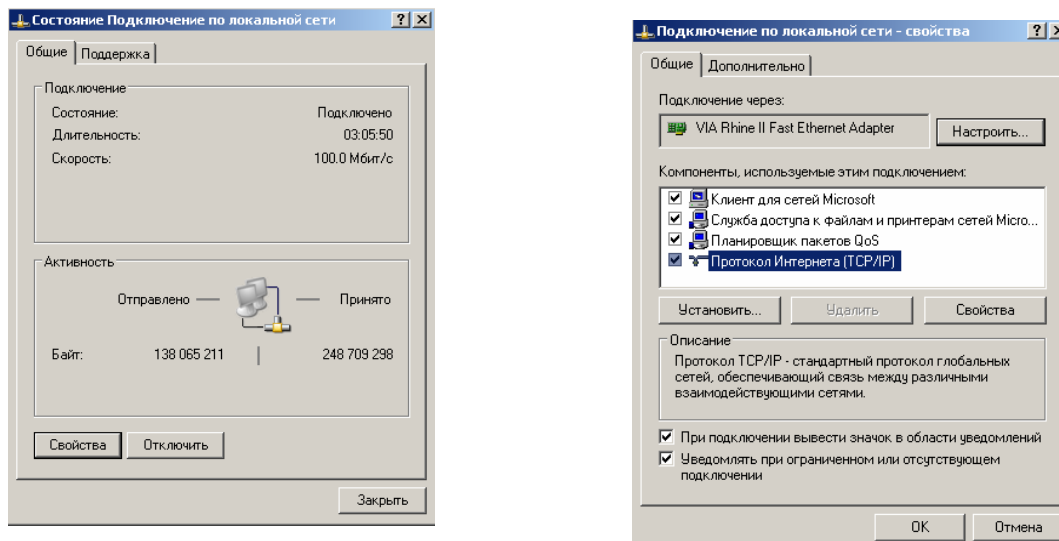 Состояние Подключение по локальной сети
Общие
Поддержка
Подключение
Состояние: Подключено
Длительность: 03:05:50
Скорость: 100.0 Мбит/с
Активность
Отправлено — — Принято
Байт: 138 065 211 | 248 709 298
Свойства
Отключить
Закрыть
Подключение по локальной сети - свойства
Общие
Дополнительно
Подключение через:
VIA Rhine II Fast Ethernet Adapter
Настроить...
Компоненты, используемые этим подключением:
Клиент для сетей Microsoft
Служба доступа к файлам и принтерам сетей Micro...
Планировщик пакетов QoS
Протокол Интернета (TCP/IP)
Установить...
Удалить
Свойства
Описание
Протокол TCP/IP - стандартный протокол глобальных
сетей, обеспечивающий связь между различными
взаимодействующими сетями.
При подключении вывести значок в области уведомлений
Уведомлять при ограниченном или отсутствующем
подключении
OK
Отмена